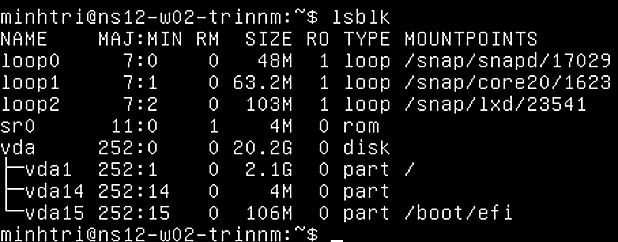 minhtri@ns12-w02-trinnm:~$ lsblk
NAME    MAJ:MIN RM  SIZE RO TYPE MOUNTPOINTS
loop0     7:0    0   48M  1 loop /snap/snapd/17029
loop1     7:1    0 63.2M  1 loop /snap/core20/1623
loop2     7:2    0  103M  1 loop /snap/lxd/23541
sr0      11:0    1    4M  0 rom
vda     252:0    0 20.2G  0 disk
├─vda1  252:1    0  2.1G  0 part /
├─vda14 252:14   0    4M  0 part
└─vda15 252:15   0  106M  0 part /boot/efi
minhtri@ns12-w02-trinnm:~$ _